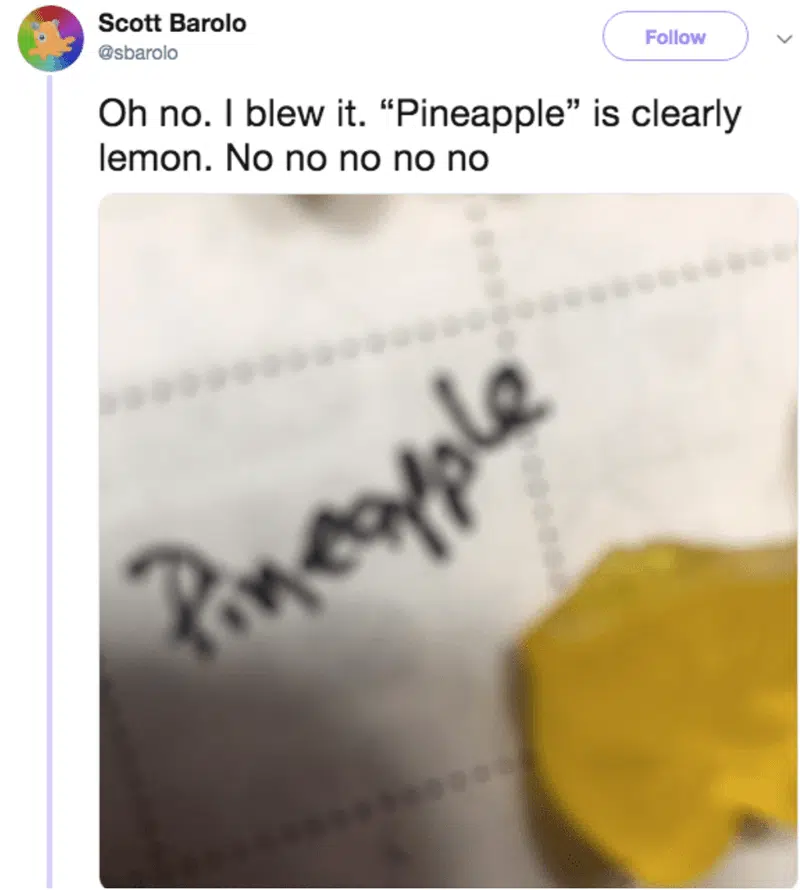 Scott Barolo
@sbarolo
Follow
Oh no. I blew it. “Pineapple” is clearly
lemon. No no no no no
Pineapple